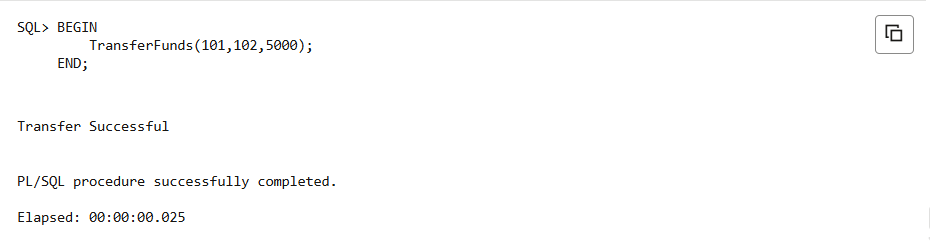 SQL> BEGIN
         TransferFunds(101,102,5000);
     END;
Transfer Successful
PL/SQL procedure successfully completed.
Elapsed: 00:00:00.025